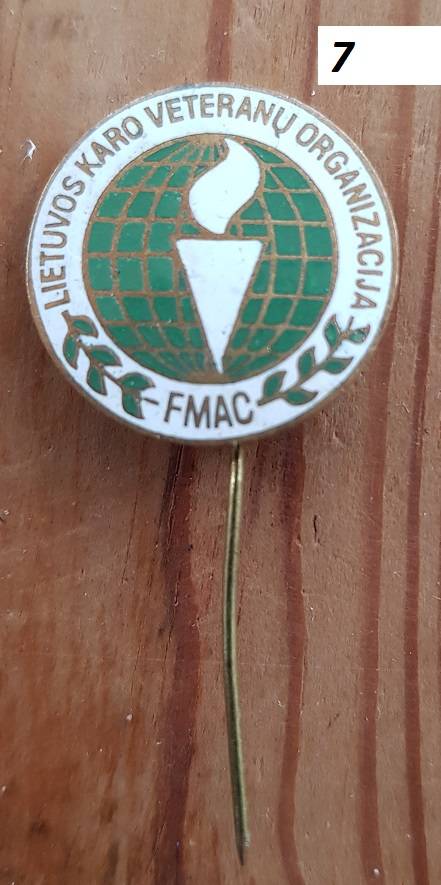 7
LIETUVOS KARO VETERANŲ ORGANIZACIJA
FMAC